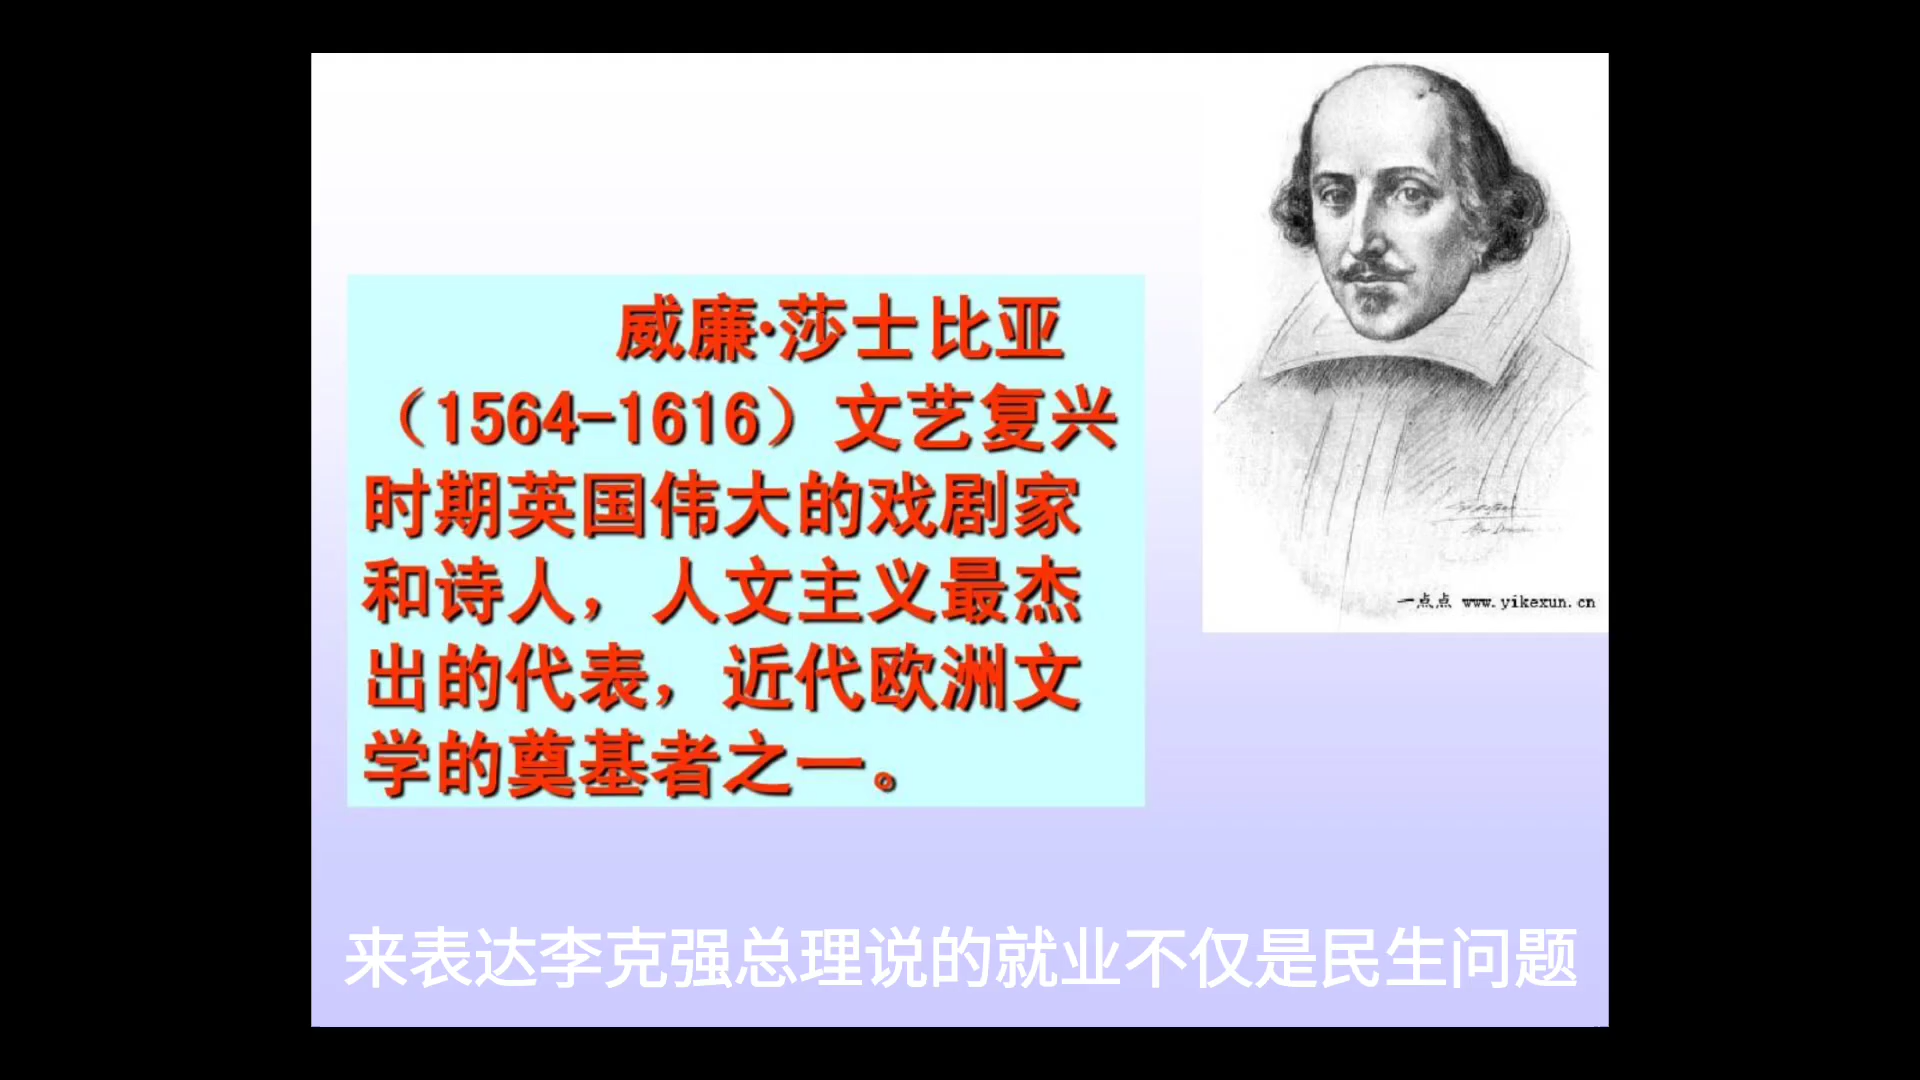 威廉·莎士比亚
（1564-1616）文艺复兴
时期英国伟大的戏剧家
和诗人，人文主义最杰
出的代表，近代欧洲文
学的奠基者之一。
一点点 www.yikexun.cn
来表达李克强总理说的就业不仅是民生问题